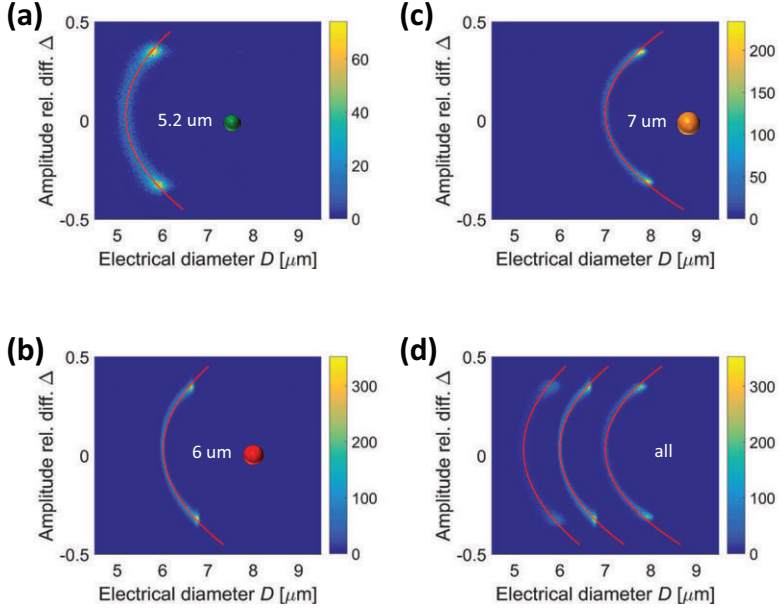 (a)
0.5
0
-0.5
Amplitude rel. diff. Δ
5.2 um
5 6 7 8 9
Electrical diameter D [μm]
60
40
20
0
(c)
0.5
0
-0.5
Amplitude rel. diff. Δ
7 um
5 6 7 8 9
Electrical diameter D [μm]
200
150
100
50
0
(b)
0.5
0
-0.5
Amplitude rel. diff. Δ
6 um
5 6 7 8 9
Electrical diameter D [μm]
300
200
100
0
(d)
0.5
0
-0.5
Amplitude rel. diff. Δ
all
5 6 7 8 9
Electrical diameter D [μm]
300
200
100
0